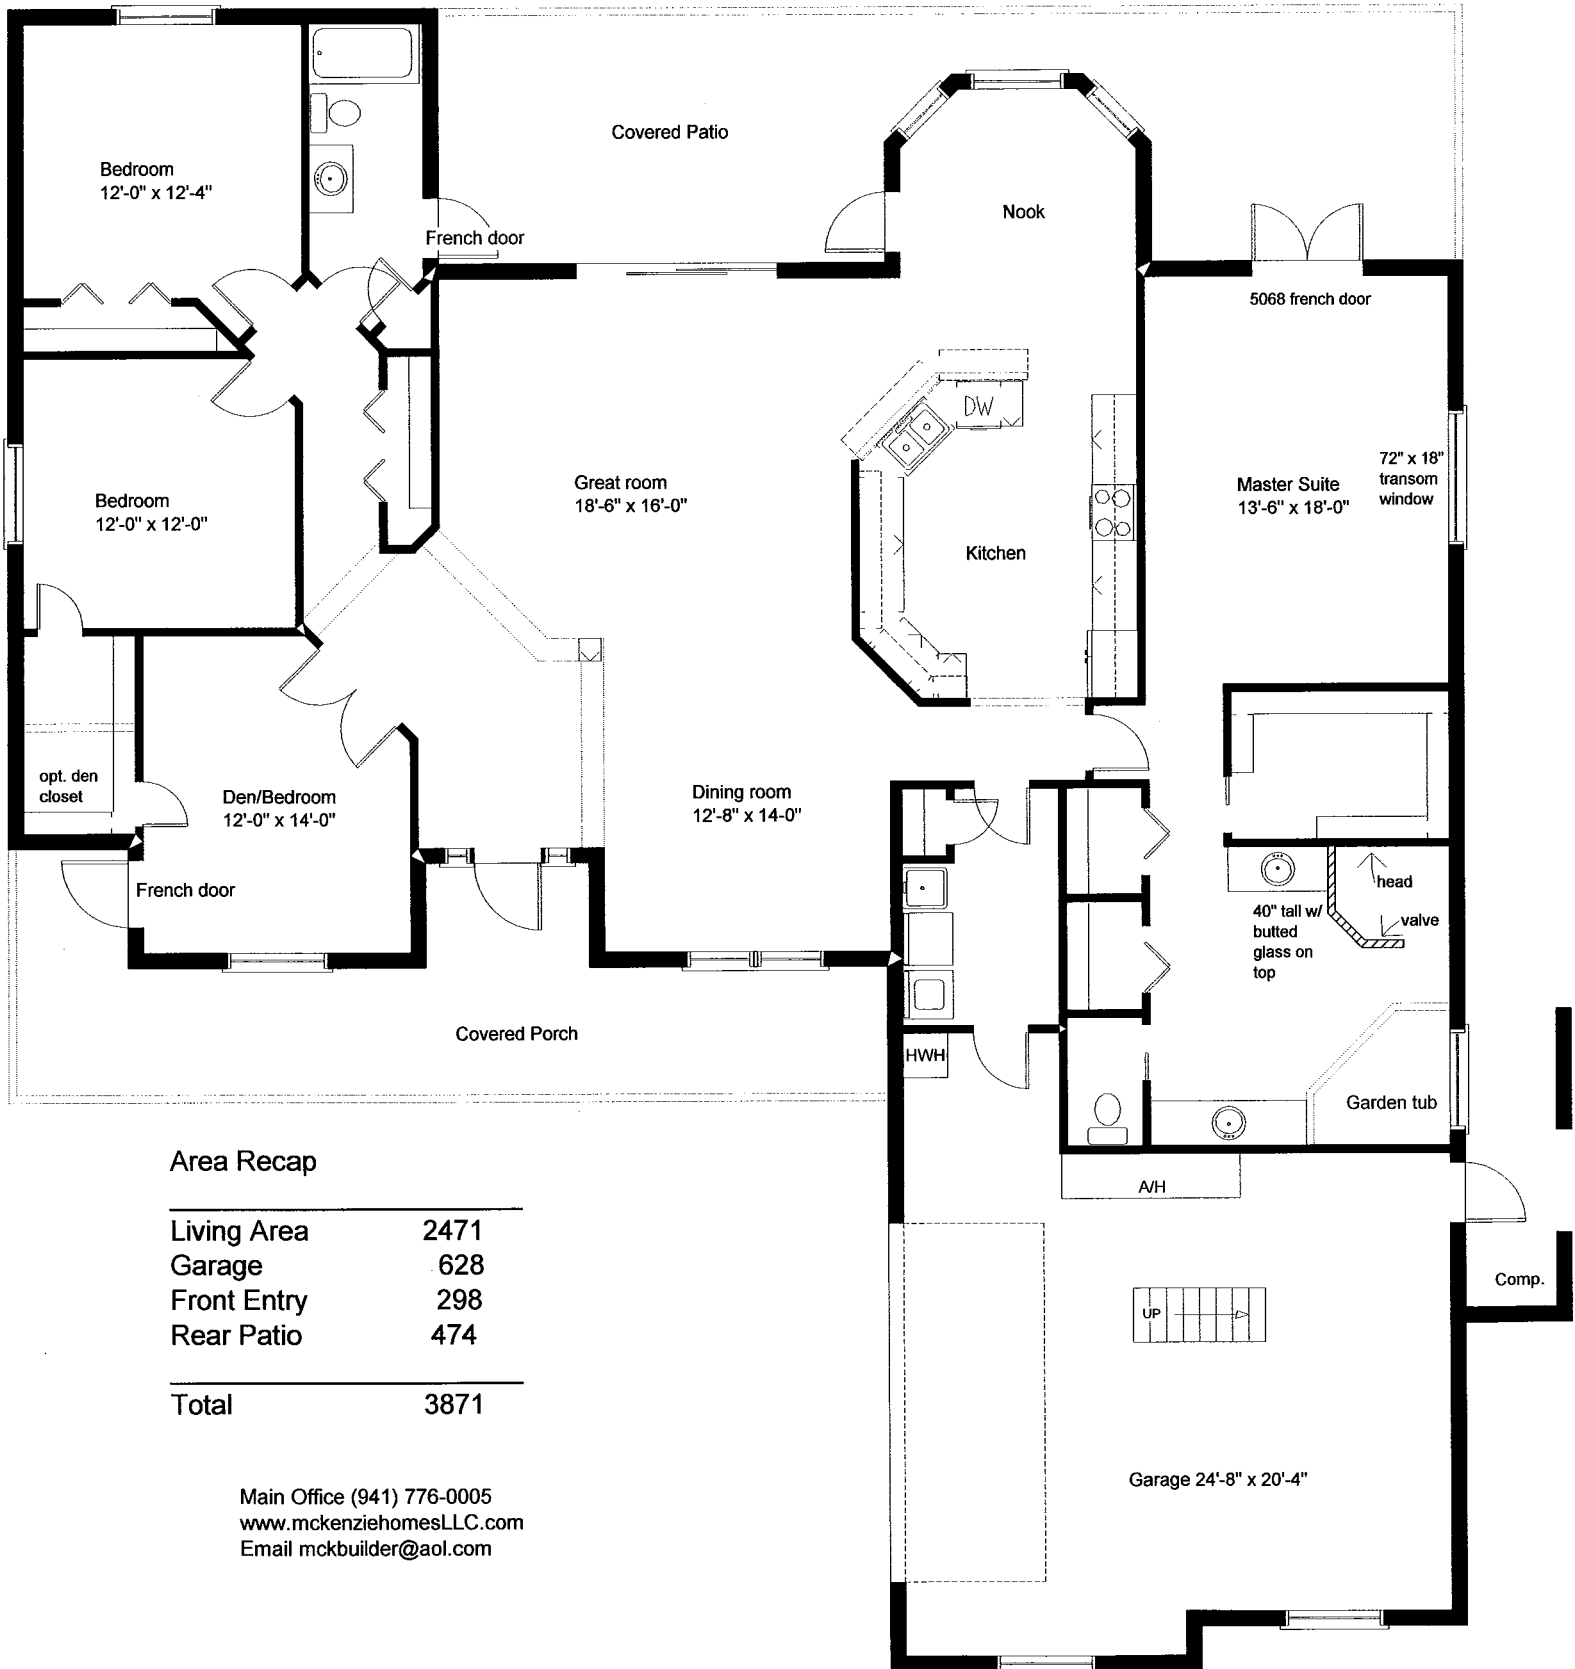 Covered Patio
Bedroom
12'-0" x 12'-4"
Nook
French door
5068 french door
DW
Great room
18'-6" x 16'-0"
72" x 18"
transom
window
Master Suite
13'-6" x 18'-0"
Bedroom
12'-0" x 12'-0"
Kitchen
opt. den
closet
Den/Bedroom
12'-0" x 14'-0"
Dining room
12'-8" x 14-0"
French door
head
valve
40" tall w/
butted
glass on
top
Covered Porch
HWH
Garden tub
A/H
Comp.
UP
Garage 24'-8" x 20'-4"
Area Recap
Living Area 2471
Garage 628
Front Entry 298
Rear Patio 474
Total 3871
Main Office (941) 776-0005
www.mckenziehomesLLC.com
Email mckbuilder@aol.com